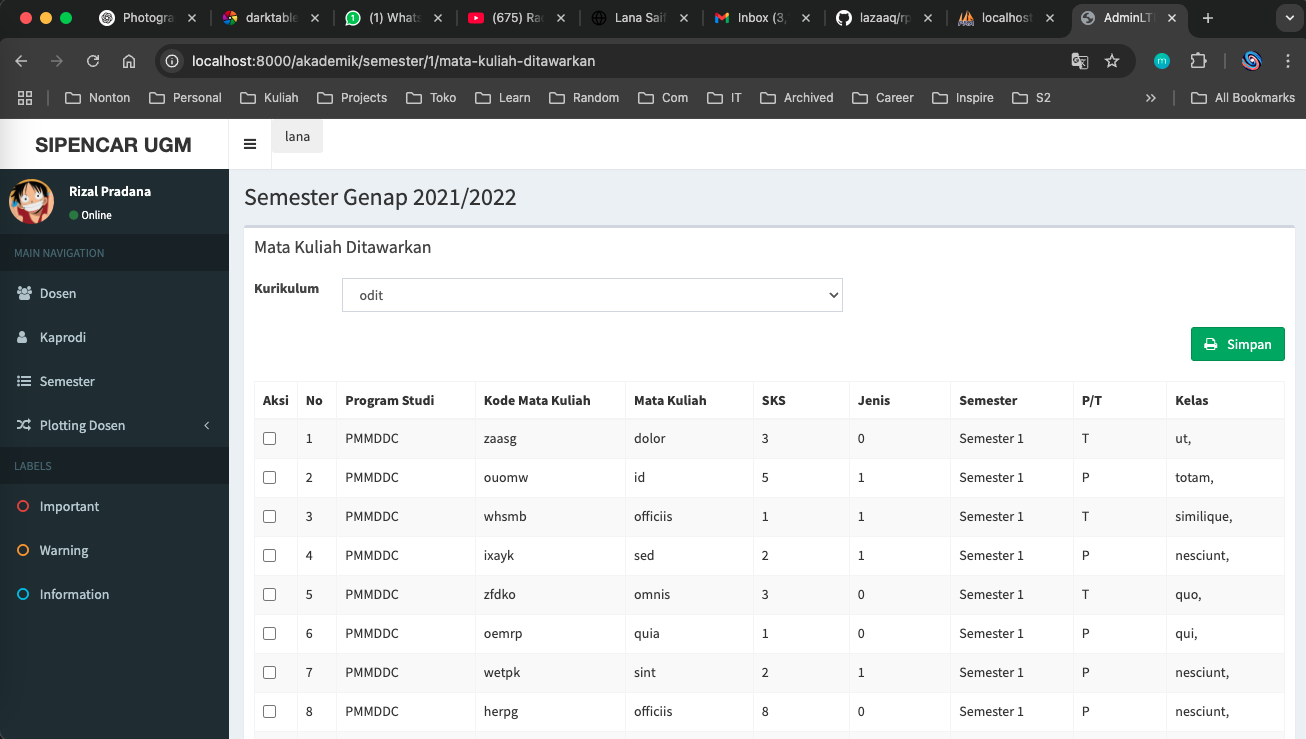 Photogra
darktable
(1) Whats
(675) Rac
Lana Saif
Inbox (3,
lazaaq/rp
localhost
AdminLTE
localhost:8000/akademik/semester/1/mata-kuliah-ditawarkan
Nonton Personal Kuliah Projects Toko Learn Random Com IT Archived Career Inspire S2 » All Bookmarks
SIPENCAR UGM
lana
Rizal Pradana
Online
MAIN NAVIGATION
Dosen
Kaprodi
Semester
Plotting Dosen
LABELS
Important
Warning
Information
Semester Genap 2021/2022
Mata Kuliah Ditawarkan
Kurikulum odit
Simpan
Aksi No Program Studi Kode Mata Kuliah Mata Kuliah SKS Jenis Semester P/T Kelas
1 PMMDDC zaasg dolor 3 0 Semester 1 T ut,
2 PMMDDC ouomw id 5 1 Semester 1 P totam,
3 PMMDDC whsmb officiis 1 1 Semester 1 T similique,
4 PMMDDC ixayk sed 2 1 Semester 1 P nesciunt,
5 PMMDDC zfdko omnis 3 0 Semester 1 T quo,
6 PMMDDC oemrp quia 1 0 Semester 1 P qui,
7 PMMDDC wetpk sint 2 1 Semester 1 P nesciunt,
8 PMMDDC herpg officiis 8 0 Semester 1 P nesciunt,